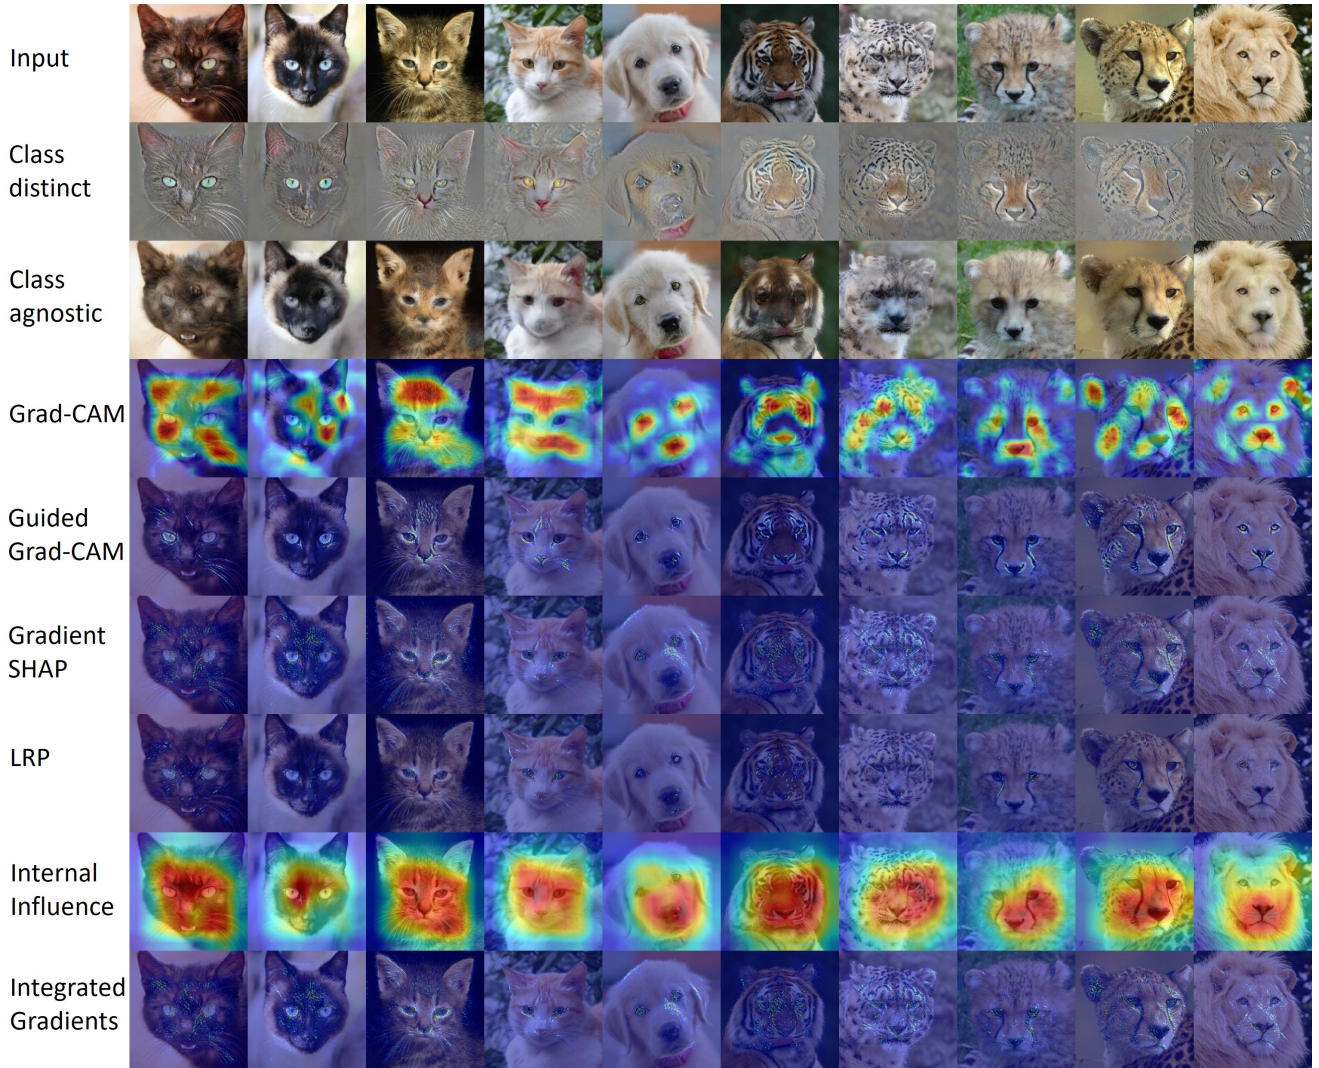 Input
Class
distinct
Class
agnostic
Grad-CAM
Guided
Grad-CAM
Gradient
SHAP
LRP
Internal
Influence
Integrated
Gradients